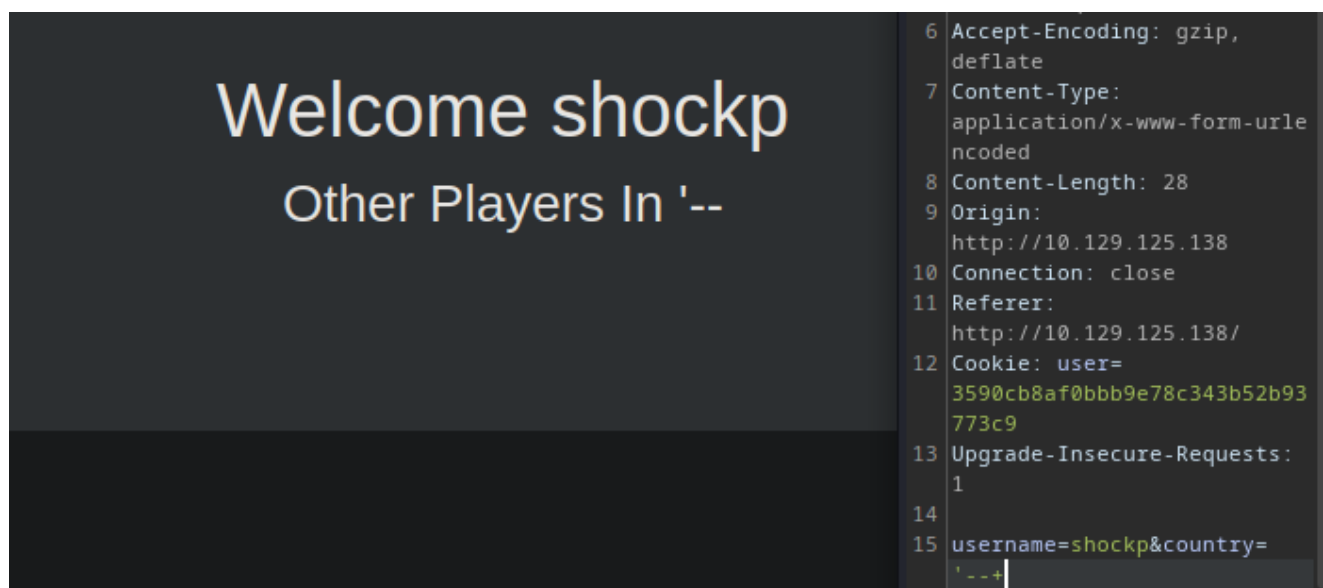 Welcome shockp
Other Players In '--
6 Accept-Encoding: gzip,
deflate
7 Content-Type:
application/x-www-form-urle
ncoded
8 Content-Length: 28
9 Origin:
http://10.129.125.138
10 Connection: close
11 Referer:
http://10.129.125.138/
12 Cookie: user=
3590cb8af0bbb9e78c343b52b93
773c9
13 Upgrade-Insecure-Requests:
1
14
15 username=shockp&country=
'--+